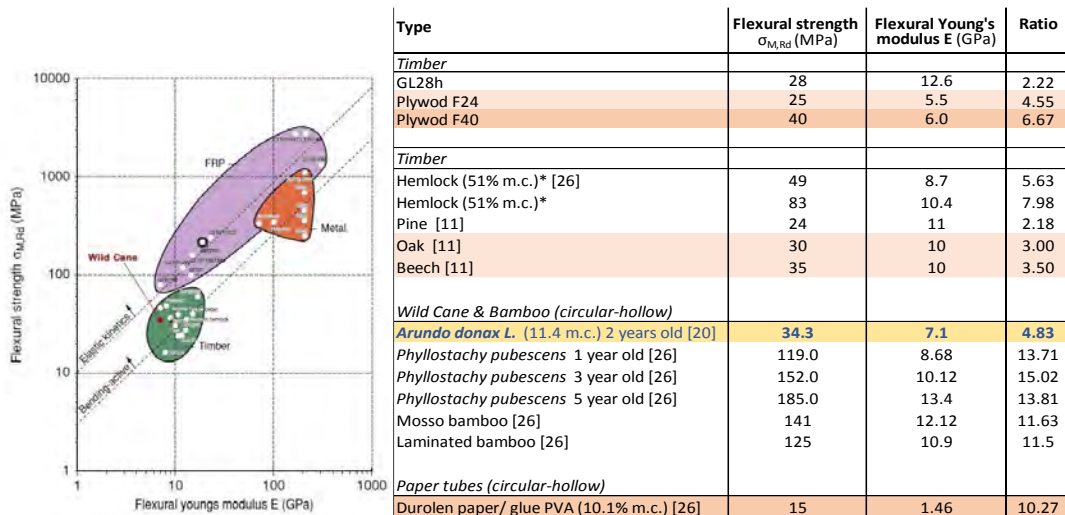 10000
1000
100
10
1
1 10 100 1000
Flexural strength σM,Rd (MPa)
Flexural youngs modulus E (GPa)
FRP
Metal
Wild Cane
Timber
Elastic kinetics
Bending-active
Type Flexural strength σM,Rd (MPa) Flexural Young's modulus E (GPa) Ratio
Timber
GL28h 28 12.6 2.22
Plywod F24 25 5.5 4.55
Plywod F40 40 6.0 6.67
Timber
Hemlock (51% m.c.)* [26] 49 8.7 5.63
Hemlock (51% m.c.)* 83 10.4 7.98
Pine [11] 24 11 2.18
Oak [11] 30 10 3.00
Beech [11] 35 10 3.50
Wild Cane & Bamboo (circular-hollow)
Arundo donax L. (11.4 m.c.) 2 years old [20] 34.3 7.1 4.83
Phyllostachy pubescens 1 year old [26] 119.0 8.68 13.71
Phyllostachy pubescens 3 year old [26] 152.0 10.12 15.02
Phyllostachy pubescens 5 year old [26] 185.0 13.4 13.81
Mosso bamboo [26] 141 12.12 11.63
Laminated bamboo [26] 125 10.9 11.5
Paper tubes (circular-hollow)
Durolen paper/ glue PVA (10.1% m.c.) [26] 15 1.46 10.27